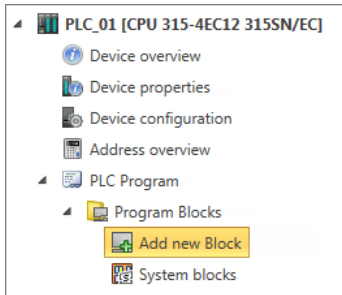 PLC_01 [CPU 315-4EC12 315SN/EC]
Device overview
Device properties
Device configuration
Address overview
PLC Program
Program Blocks
Add new Block
System blocks